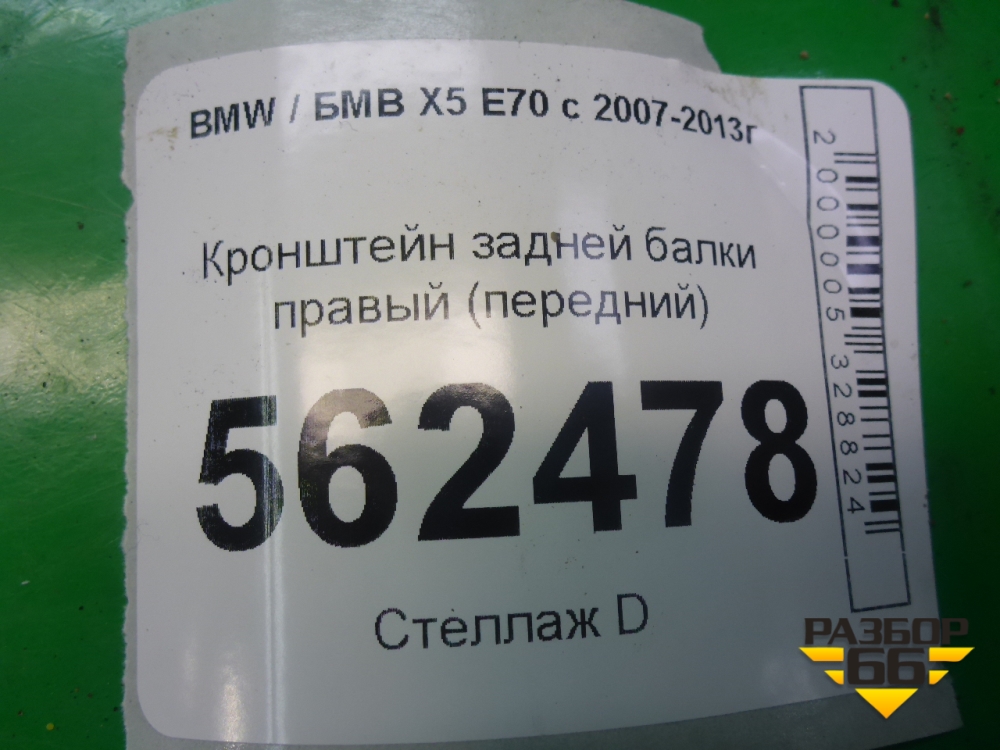 BMW / БМВ X5 E70 с 2007-2013г
Кронштейн задней балки
правый (передний)
562478
Стеллаж D
2000005328824
РАЗБОР
66